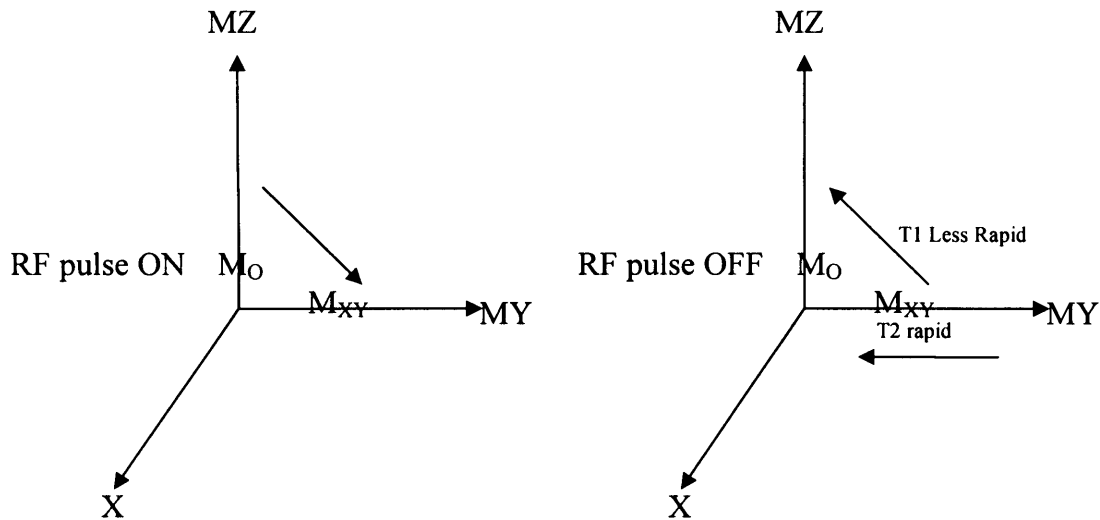 MZ
RF pulse ON
MO
MXY
MY
X
MZ
T1 Less Rapid
RF pulse OFF
MO
MXY
MY
T2 rapid
X